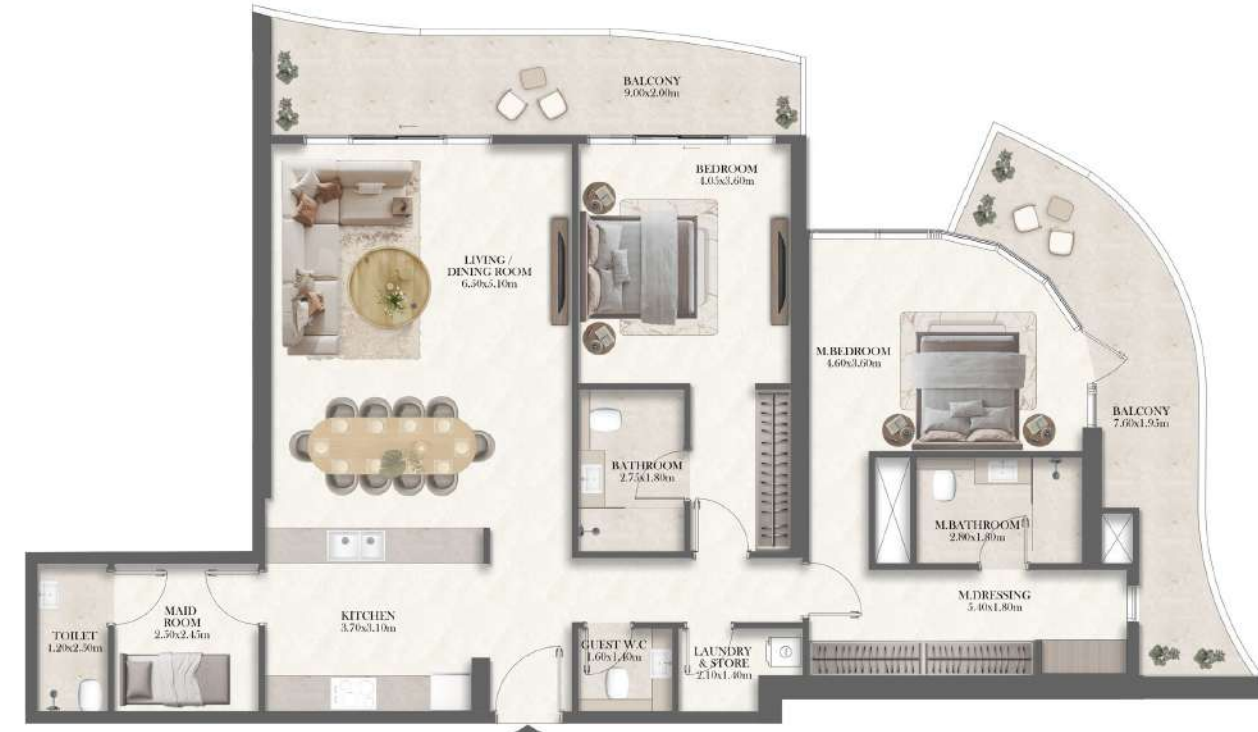 BALCONY
9.00x2.00m
BEDROOM
4.05x3.60m
LIVING /
DINING ROOM
6.50x5.10m
M.BEDROOM
4.60x3.60m
BALCONY
7.60x1.95m
BATHROOM
2.75x1.80m
M.BATHROOM
2.80x1.80m
M.DRESSING
5.40x1.80m
MAID
ROOM
2.50x2.45m
KITCHEN
3.70x3.10m
TOILET
1.20x2.50m
GUEST W.C
1.60x1.40m
LAUNDRY
& STORE
2.10x1.40m